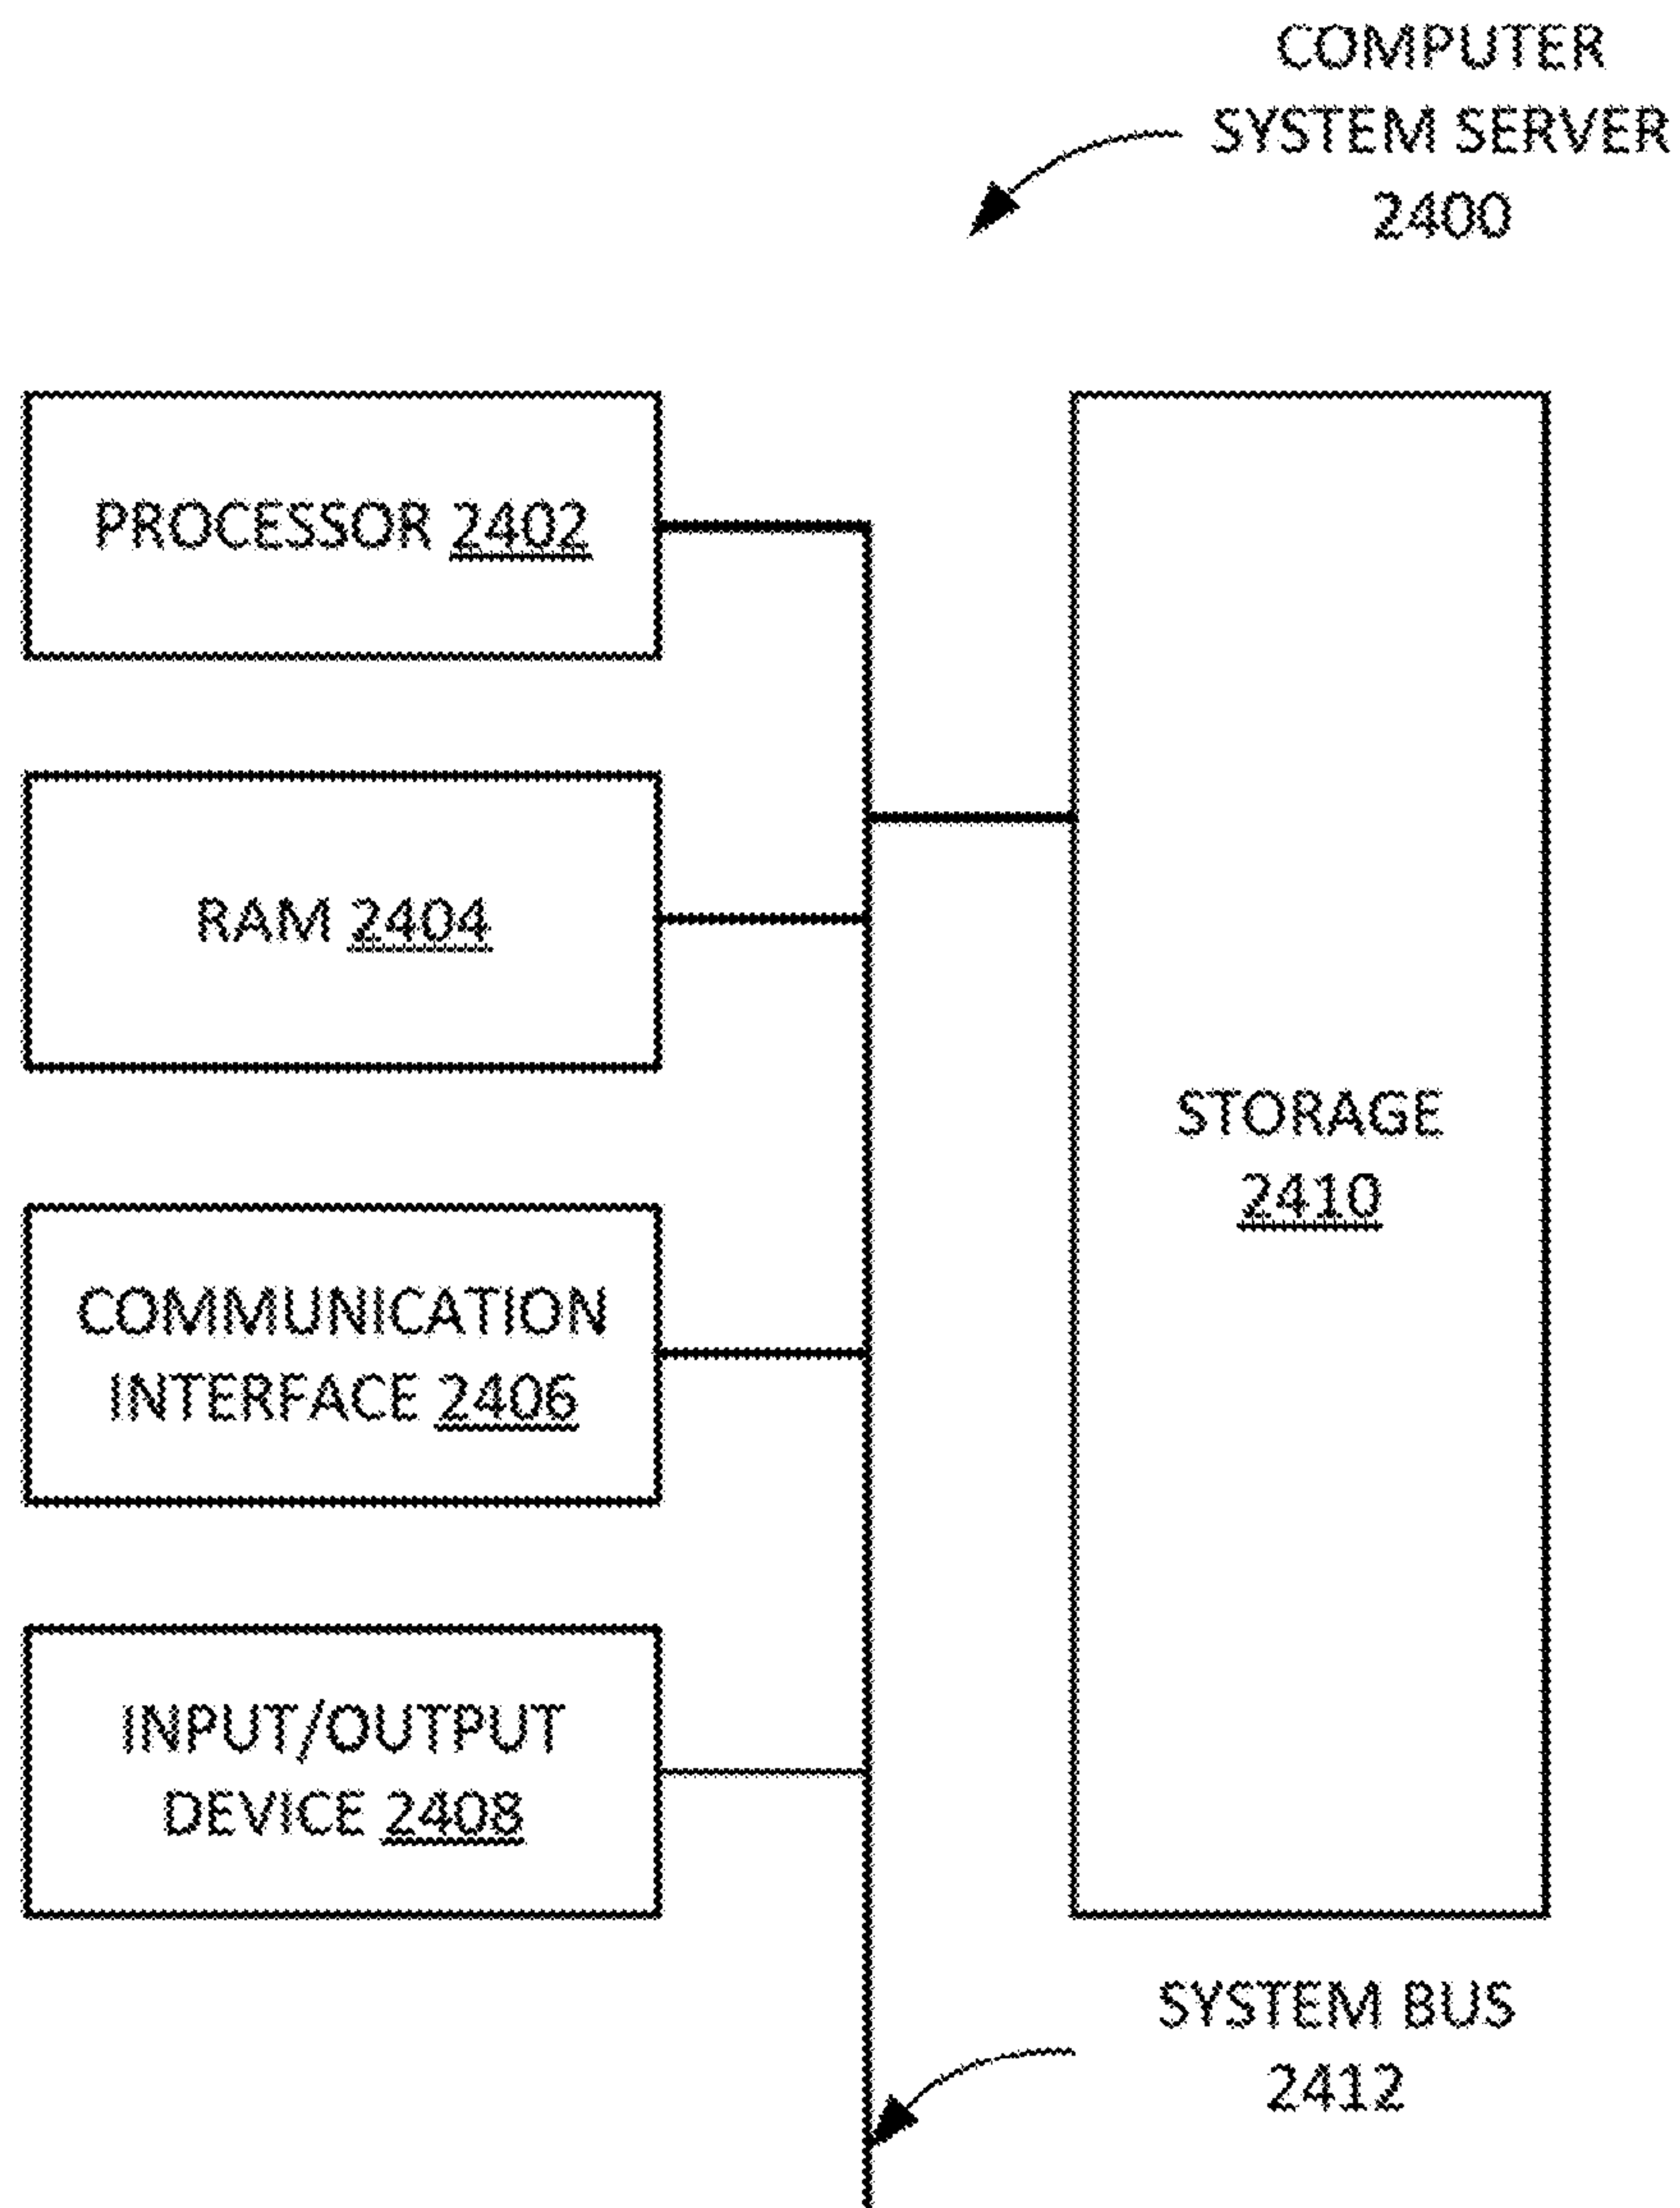 COMPUTER
SYSTEM SERVER
2400
PROCESSOR 2402
RAM 2404
COMMUNICATION
INTERFACE 2406
INPUT/OUTPUT
DEVICE 2408
STORAGE
2410
SYSTEM BUS
2412